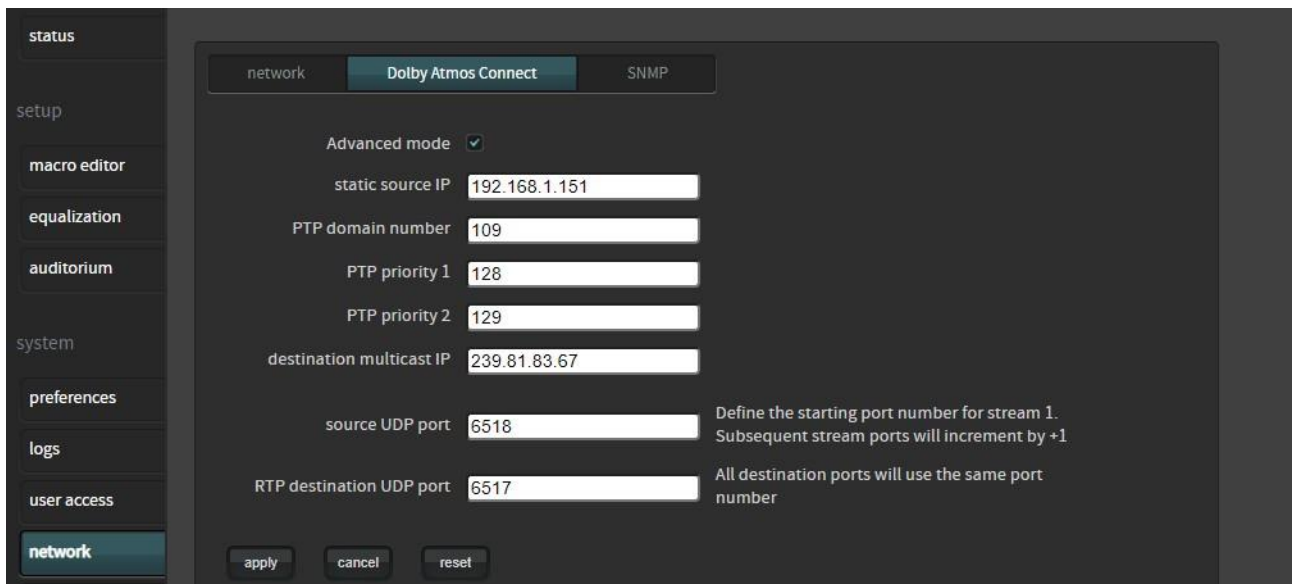 status
setup
macro editor
equalization
auditorium
system
preferences
logs
user access
network
network Dolby Atmos Connect SNMP
Advanced mode
static source IP 192.168.1.151
PTP domain number 109
PTP priority 1 128
PTP priority 2 129
destination multicast IP 239.81.83.67
source UDP port 6518
Define the starting port number for stream 1.
Subsequent stream ports will increment by +1
RTP destination UDP port 6517
All destination ports will use the same port
number
apply cancel reset